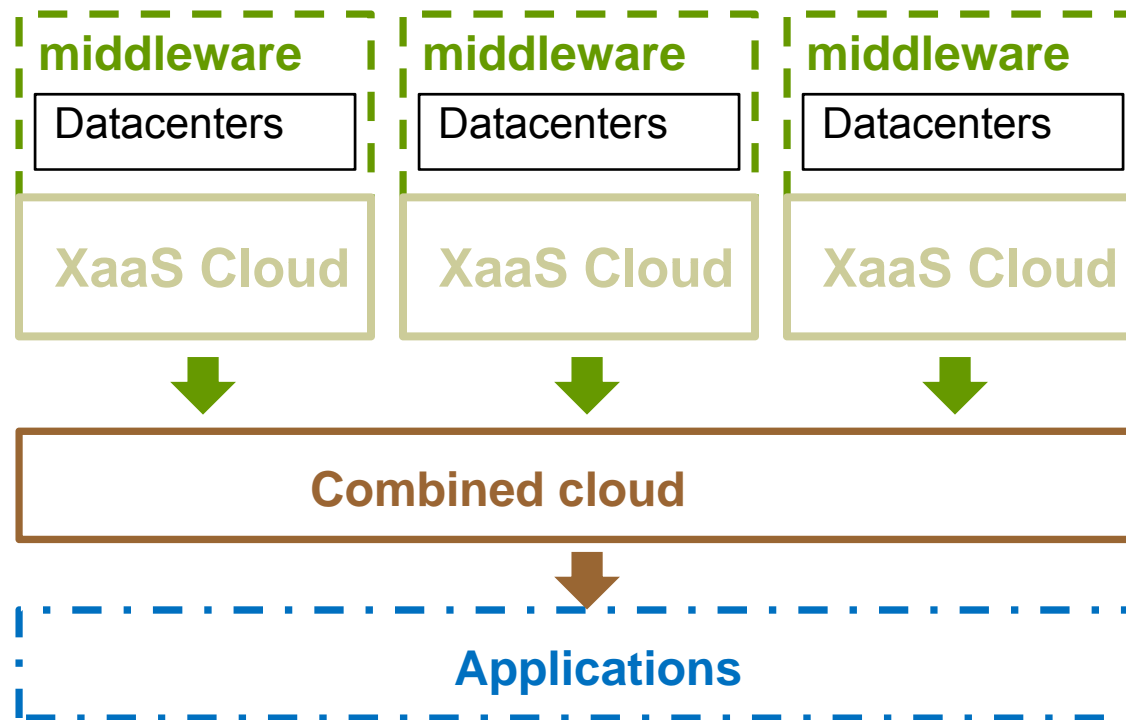 middleware middleware middleware
Datacenters Datacenters Datacenters
XaaS Cloud XaaS Cloud XaaS Cloud
Combined cloud
Applications